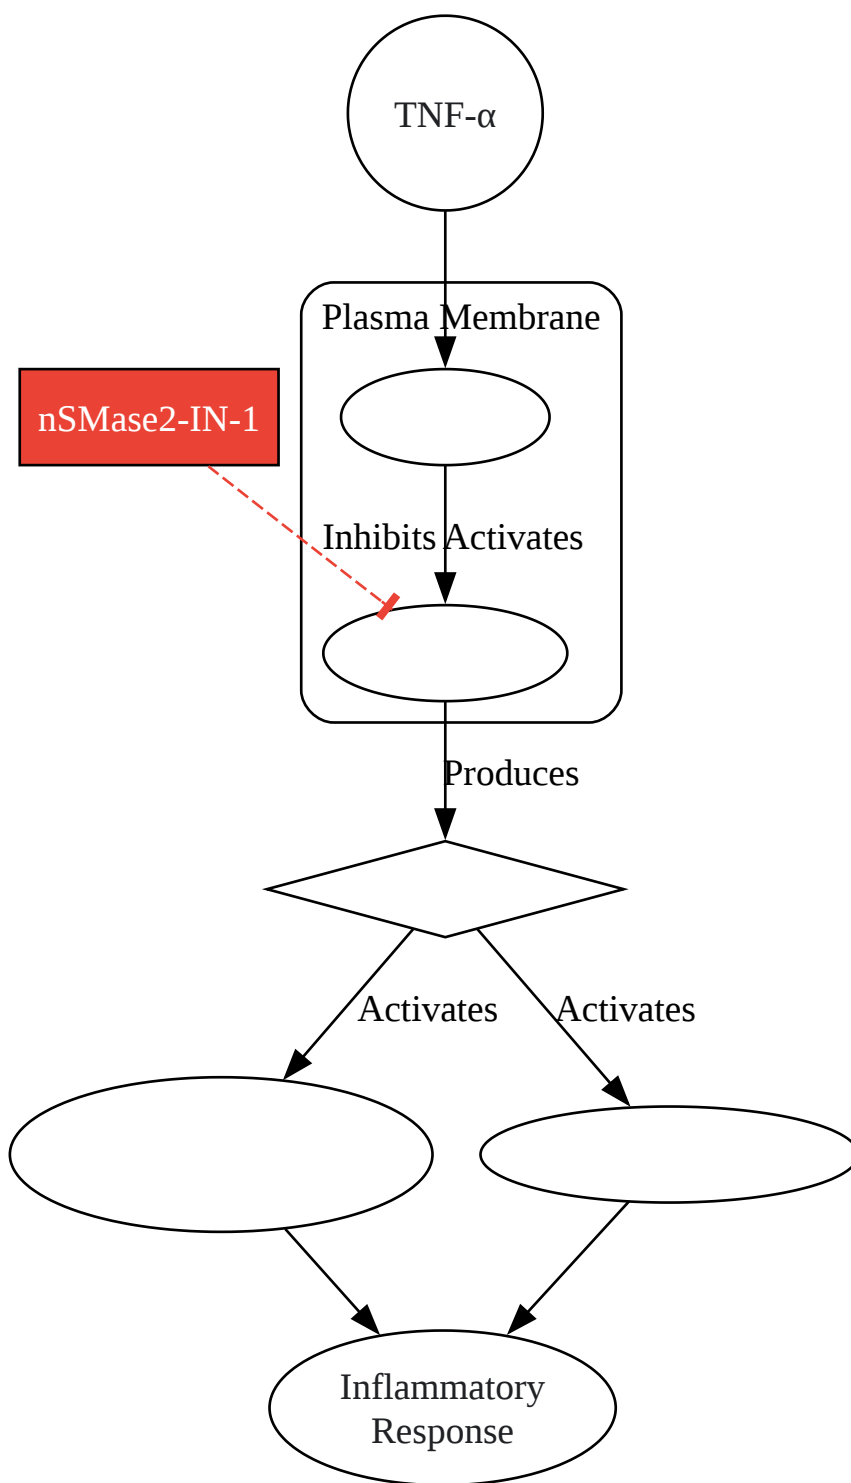 TNF-α
Plasma Membrane
nSMase2-IN-1
Inhibits
Activates
Produces
Activates
Activates
Inflammatory
Response